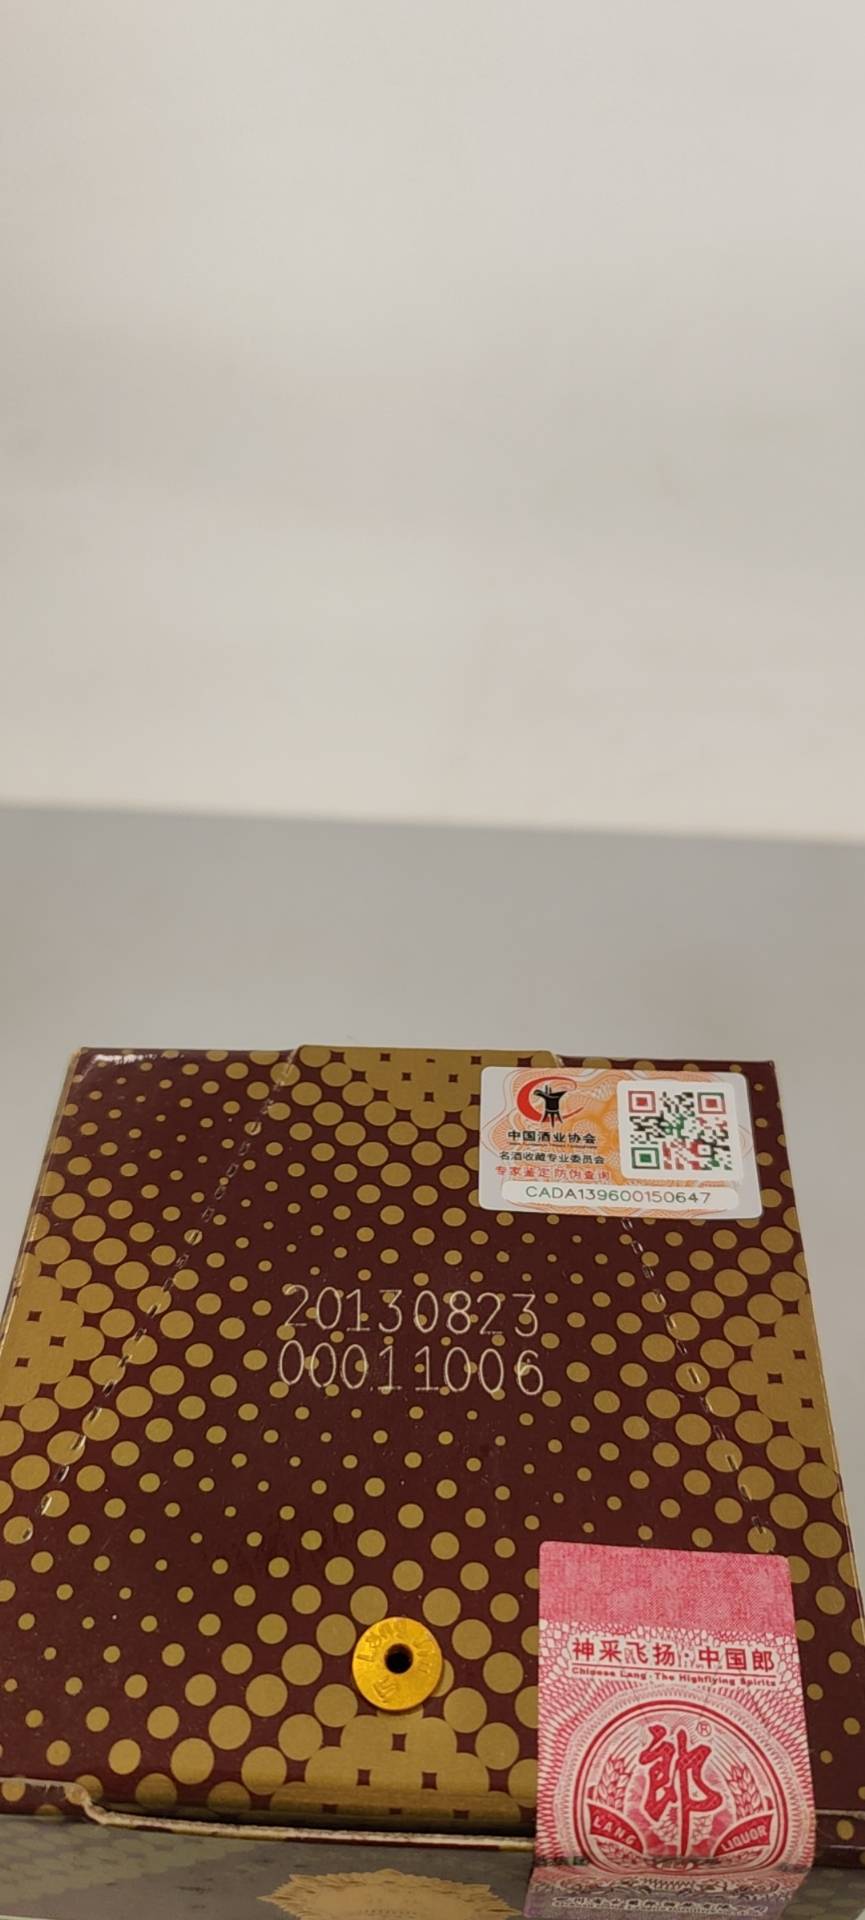 中国酒业协会
名酒收藏专业委员会
专家鉴定 防伪查询
CADA139600150647
20130823
00011006
神采飞扬·中国郎
Chinese Lang·The Highflying Spirits
郎®
LANG LIQUOR